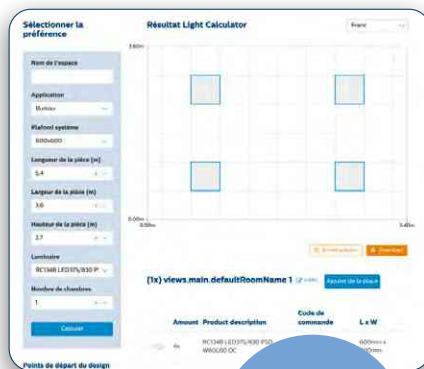 Sélectionner la
préférence
Nom de l'espace
Application
Bureau
Plafond système
600x600
Longueur de la pièce [m]
5,4
Largeur de la pièce [m]
3,6
Hauteur de la pièce [m]
2,7
Luminaire
RC134B LED37S/830 P
Nombre de chambres
1
Calculer
Points de départ du design
Résultat Light Calculator
Franc
3.60m
0.00m
0.00m
5.40m
Download
(1x) views.main.defaultRoomName 1
Ajouter de la place
Amount Product description Code de commande L x W
4x RC134B LED37S/830 PSD
W60L60 OC
600mm x